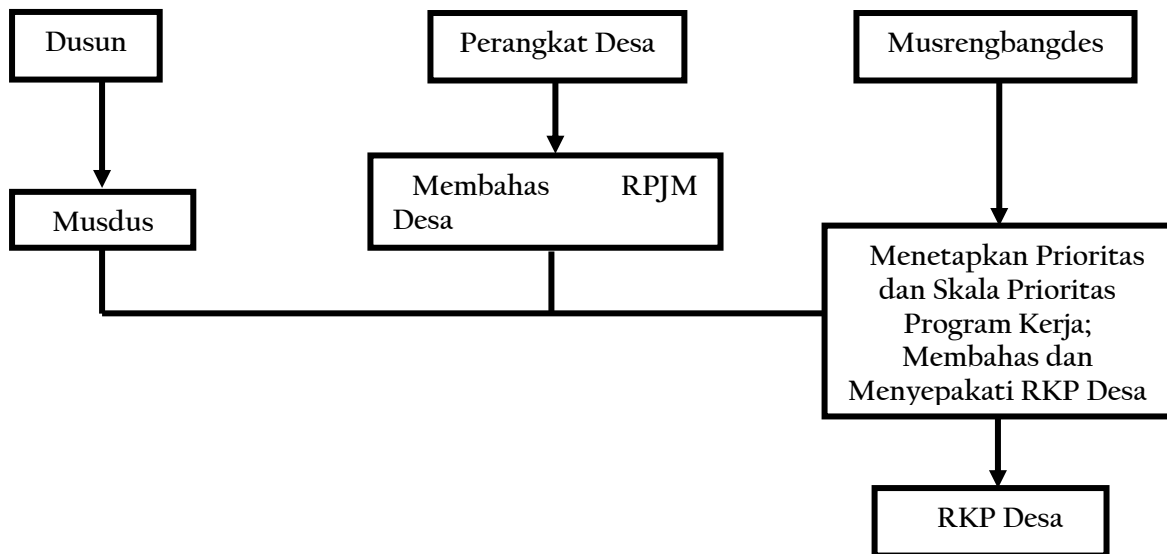 Dusun
Perangkat Desa
Musrengbangdes
Membahas RPJM
Desa
Musdus
Menetapkan Prioritas
dan Skala Prioritas
Program Kerja;
Membahas dan
Menyepakati RKP Desa
RKP Desa